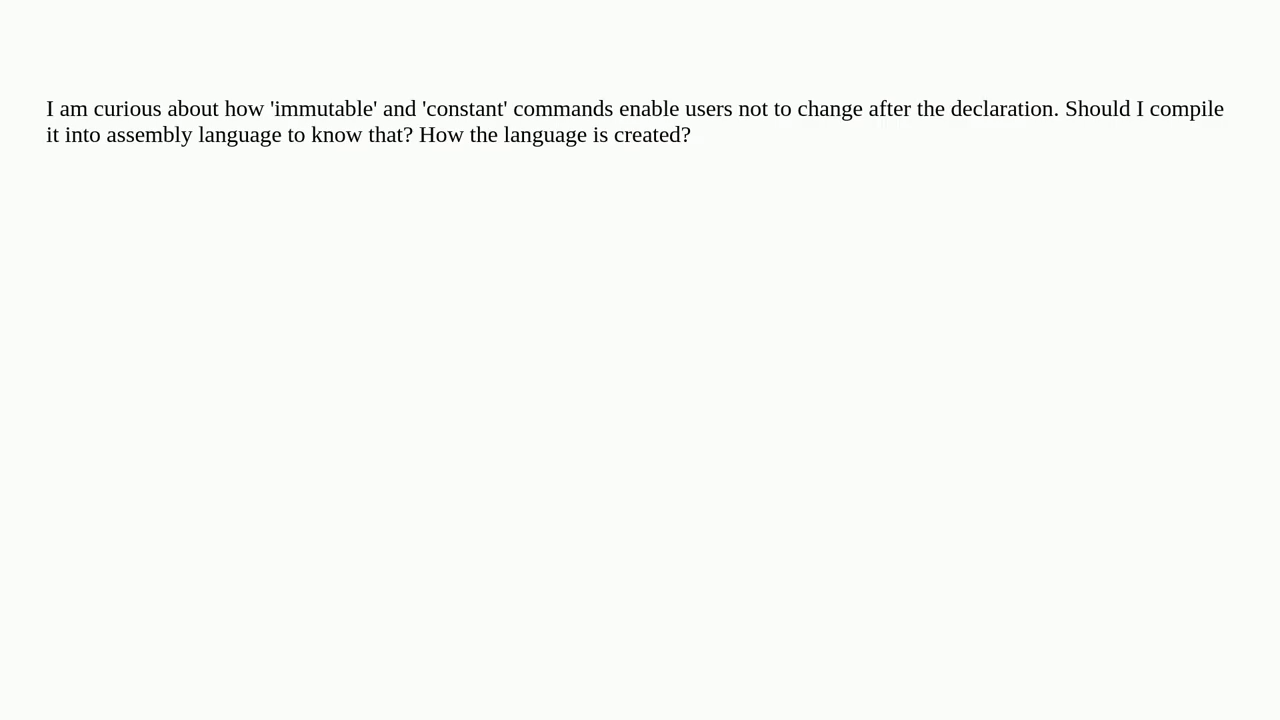 I am curious about how 'immutable' and 'constant' commands enable users not to change after the declaration. Should I compile
it into assembly language to know that? How the language is created?